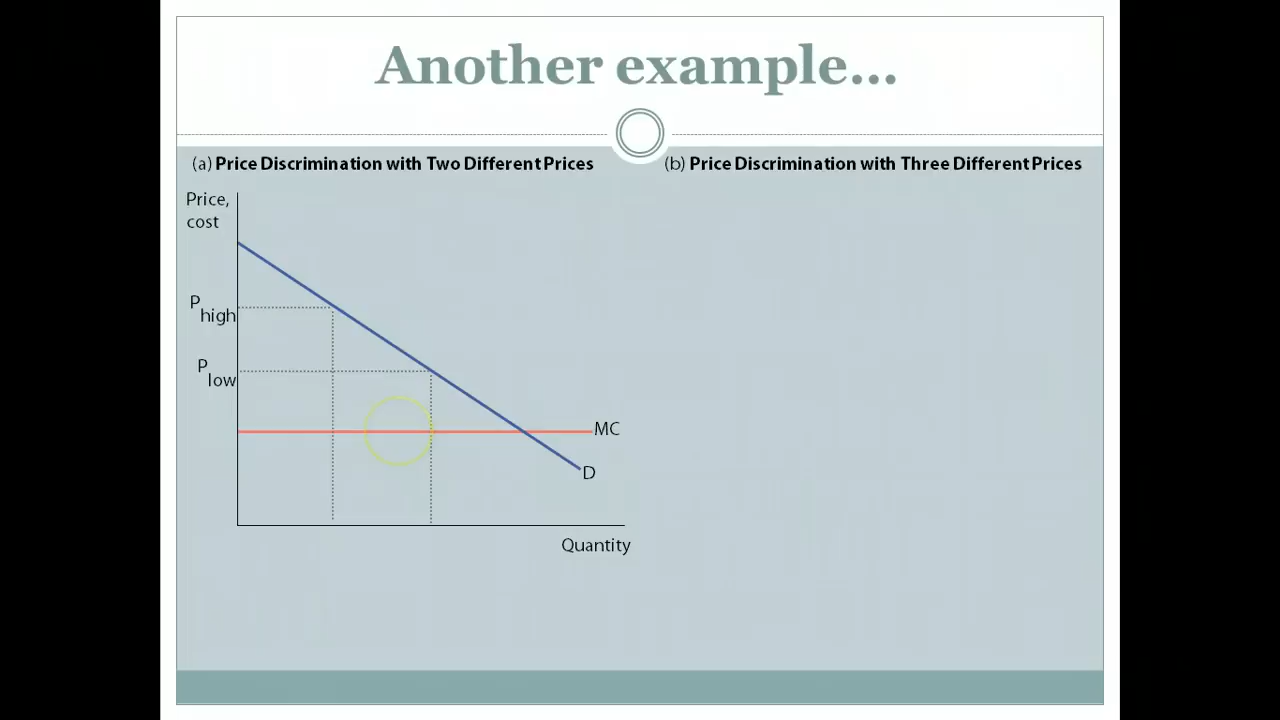 Another example...
(a) Price Discrimination with Two Different Prices
(b) Price Discrimination with Three Different Prices
Price,
cost
P
high
P
low
MC
D
Quantity